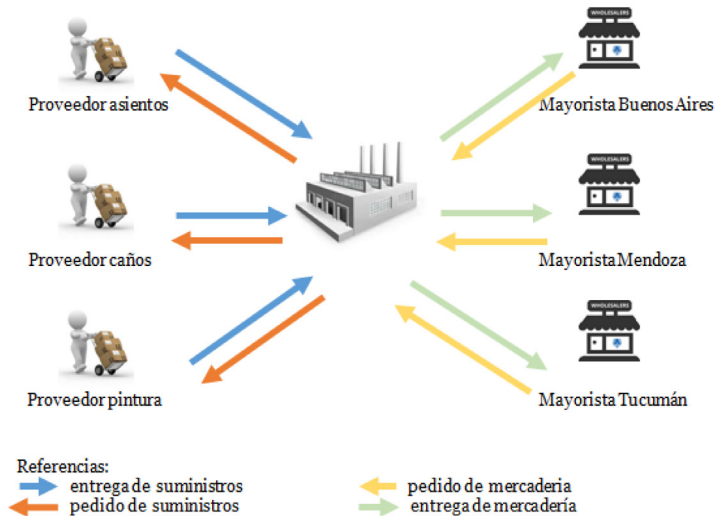 WHOLESALERS
Proveedor asientos
Mayorista Buenos Aires
WHOLESALERS
Proveedor caños
Mayorista Mendoza
WHOLESALERS
Proveedor pintura
Mayorista Tucumán
Referencias:
entrega de suministros
pedido de mercaderia
pedido de suministros
entrega de mercadería